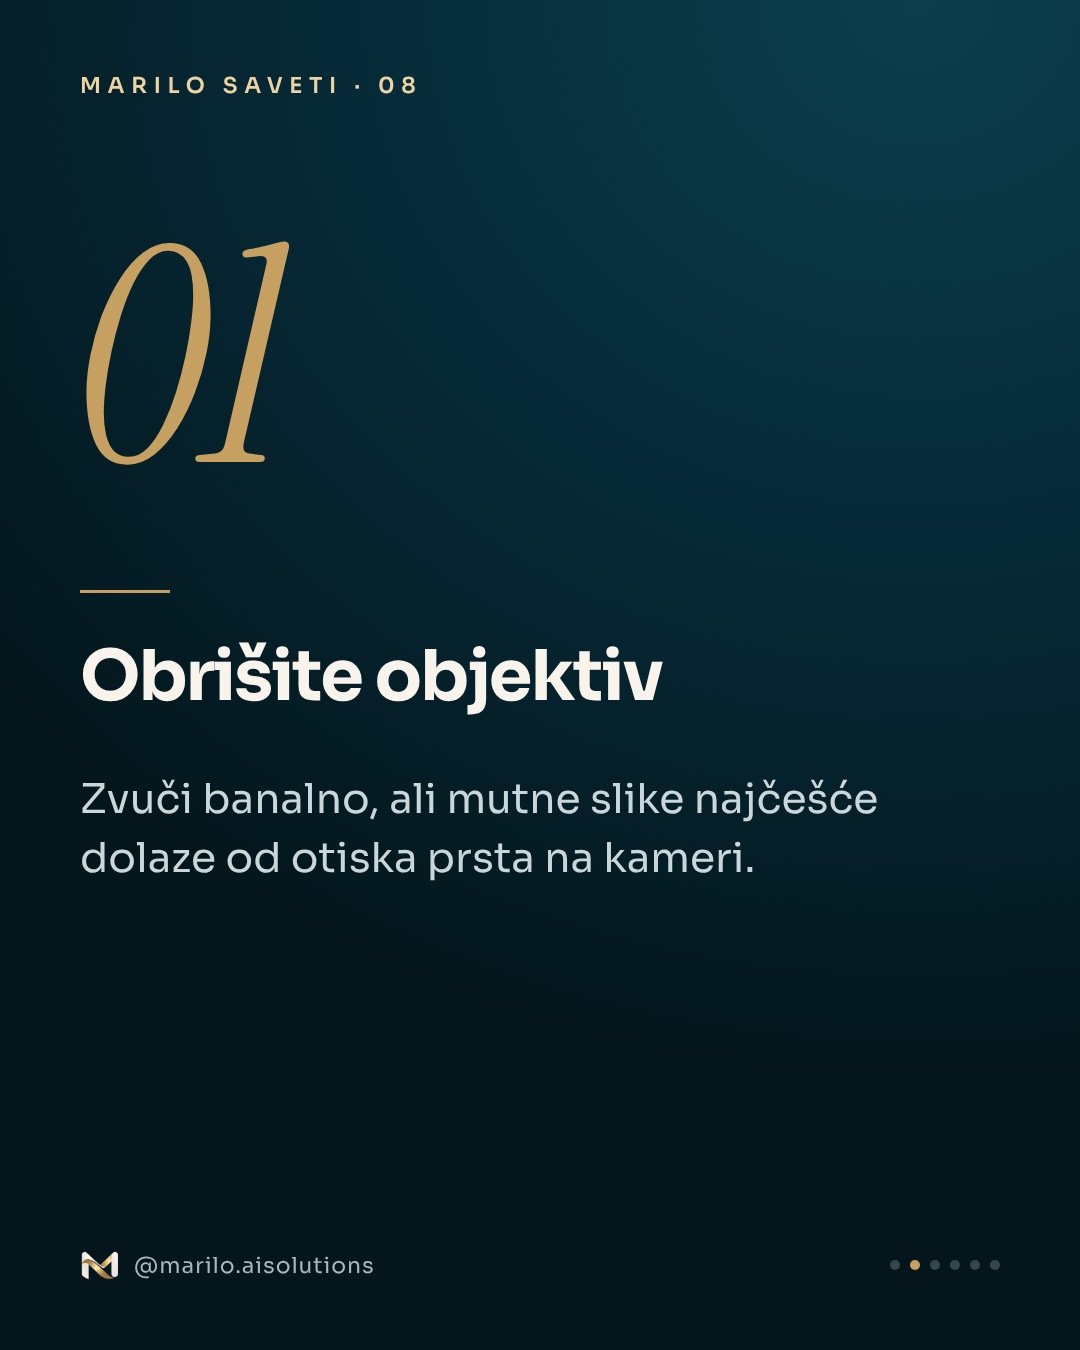 MARILO SAVETI · 08
01
Obrišite objektiv
Zvuči banalno, ali mutne slike najčešće
dolaze od otiska prsta na kameri.
@marilo.aisolutions